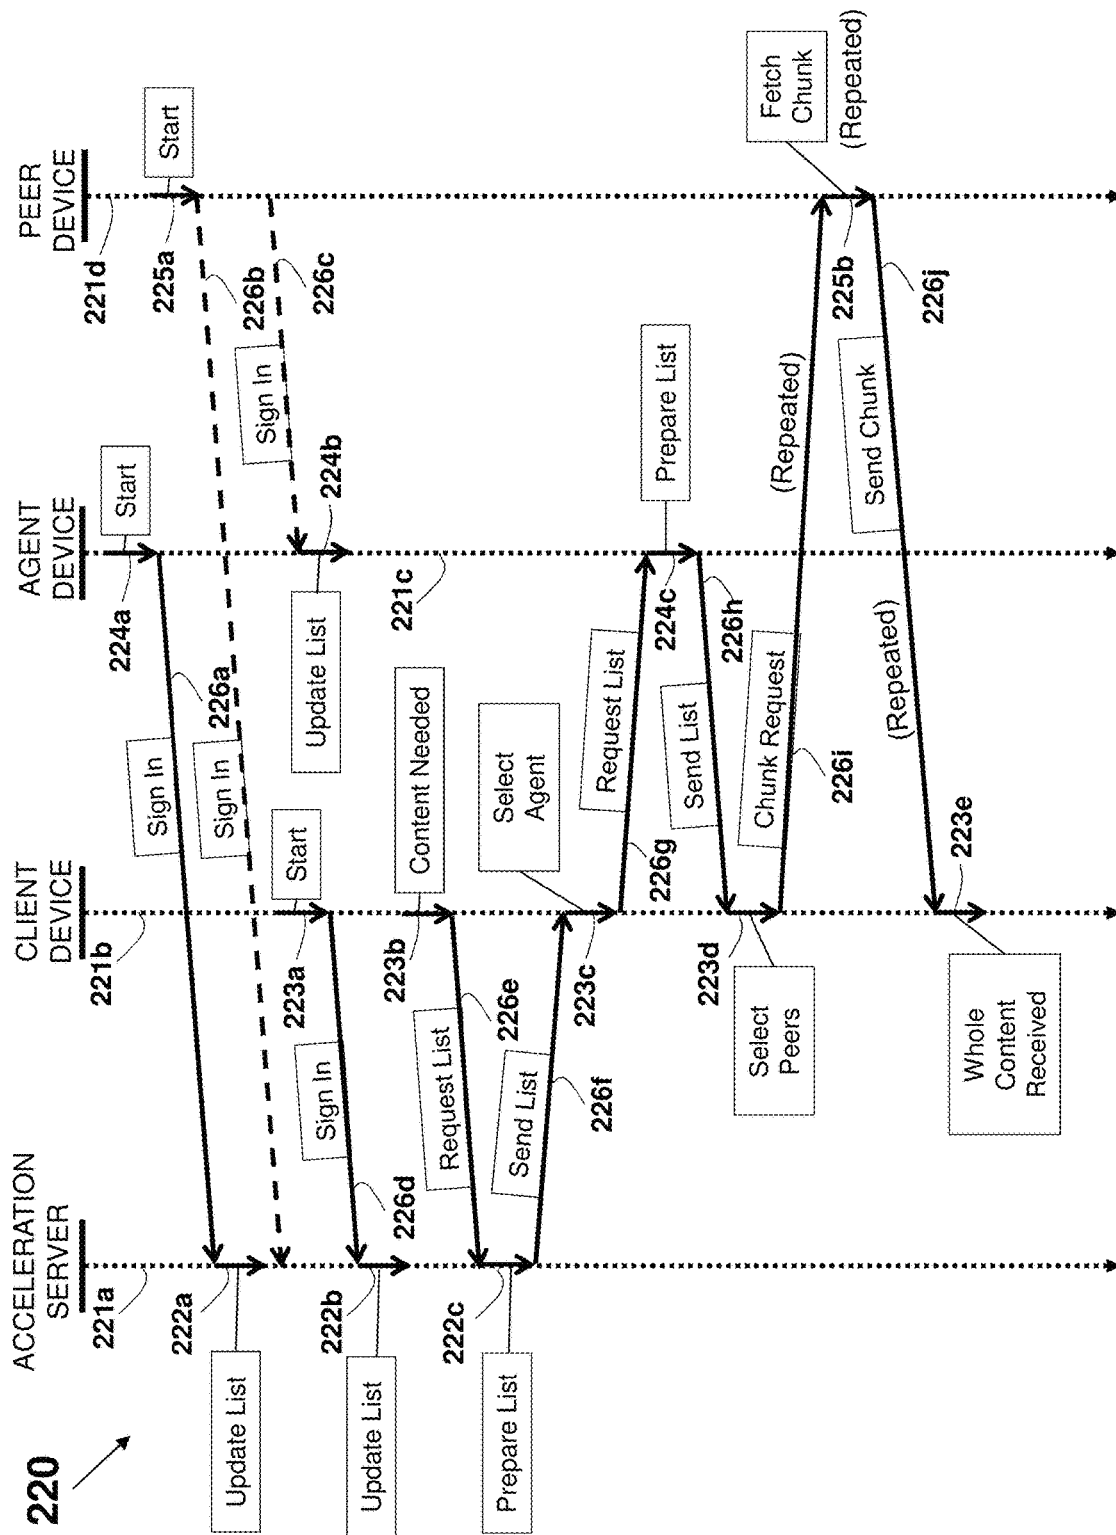 220
ACCELERATION
SERVER
CLIENT
DEVICE
AGENT
DEVICE
PEER
DEVICE
221a
221b
221d
224a
Start
225a
Start
226a
Sign In
222a
Update List
226b
Sign In
226c
Sign In
224b
Update List
223a
Start
Sign In
226d
222b
Update List
221c
223b
Content Needed
226e
Request List
222c
Prepare List
Send List
226f
223c
Select
Agent
Request List
226g
224c
Prepare List
226h
Send List
223d
Select
Peers
Chunk Request
226i
(Repeated)
Fetch
Chunk
(Repeated)
225b
226j
Send Chunk
(Repeated)
223e
Whole
Content
Received